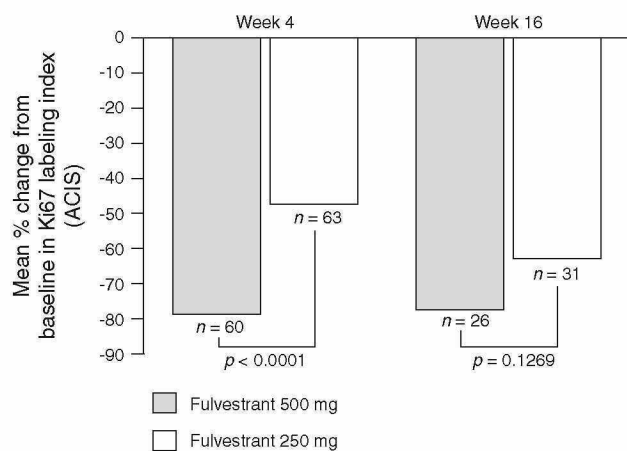 Week 4
Week 16
Mean % change from
baseline in Ki67 labeling index
(ACIS)
0
-10
-20
-30
-40
-50
-60
-70
-80
-90
n = 63
n = 31
n = 60
n = 26
p < 0.0001
p = 0.1269
Fulvestrant 500 mg
Fulvestrant 250 mg